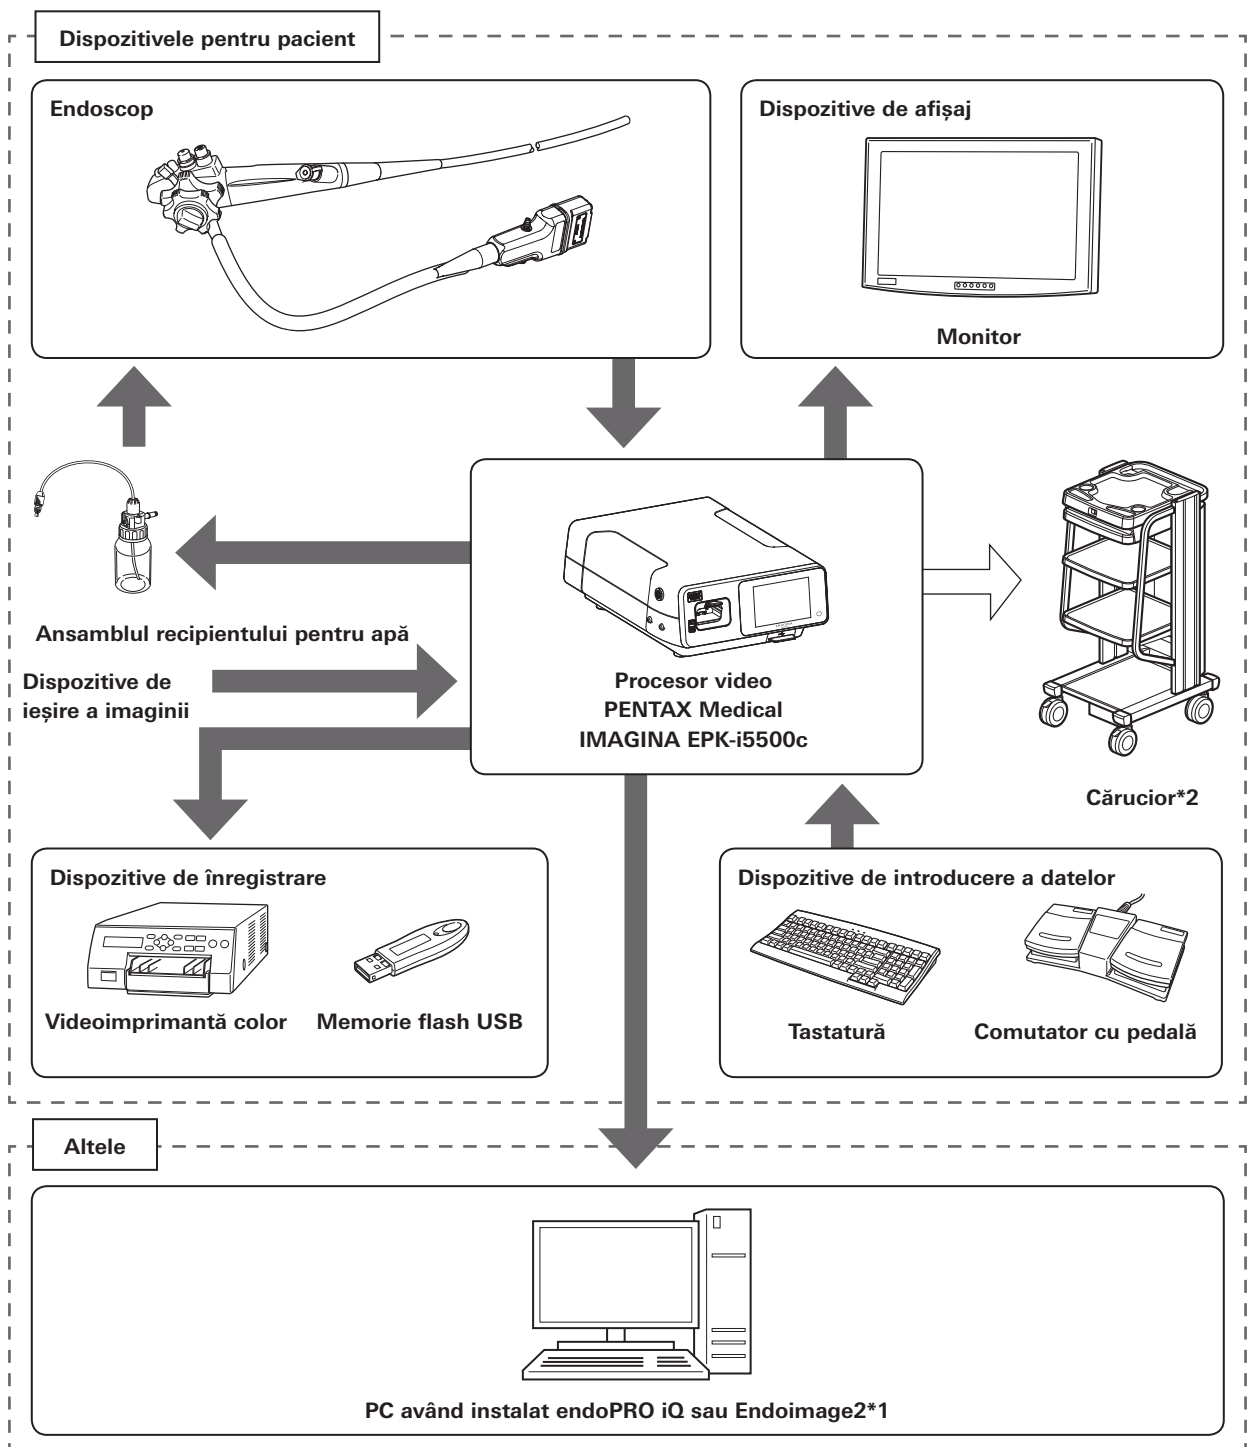 Dispozitivele pentru pacient
Endoscop
Dispozitive de afișaj
Monitor
Ansamblul recipientului pentru apă
Dispozitive de
ieșire a imaginii
Procesor video
PENTAX Medical
IMAGINA EPK-i5500c
Cărucior*2
Dispozitive de înregistrare
Videoimprimantă color
Memorie flash USB
Dispozitive de introducere a datelor
Tastatură
Comutator cu pedală
Altele
PC având instalat endoPRO iQ sau Endoimage2*1